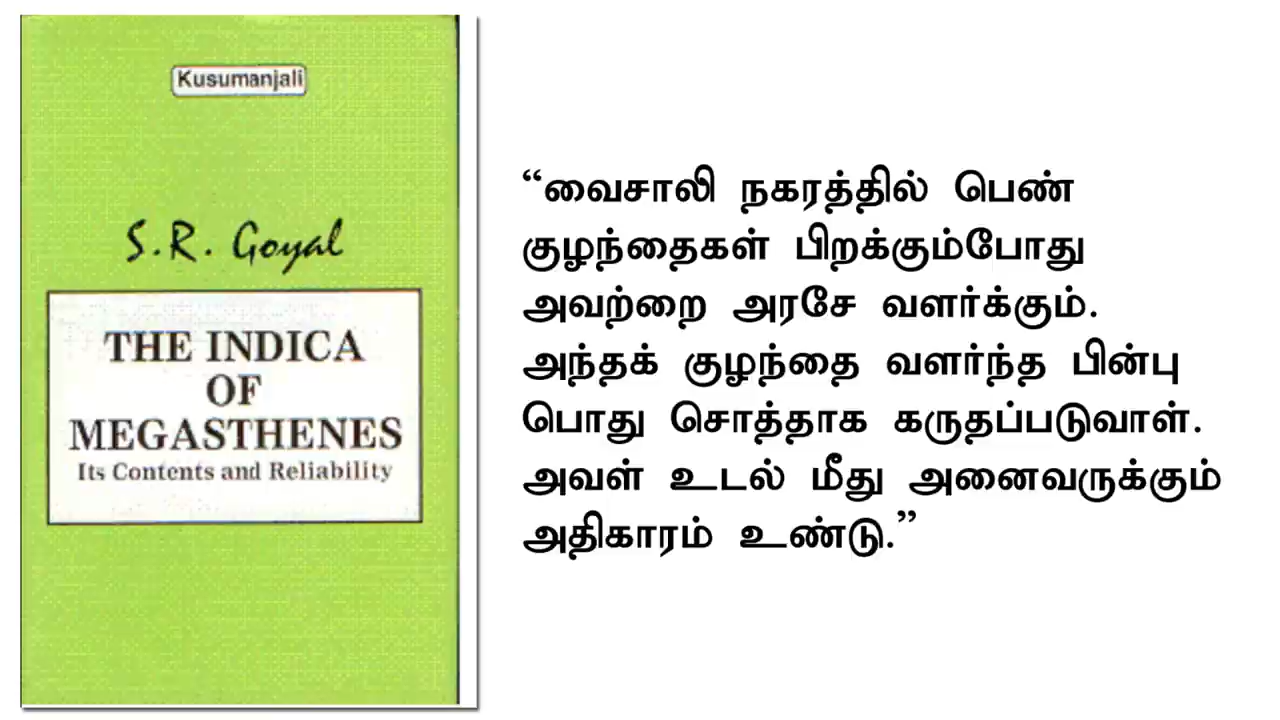 Kusumanjali
S.R. Goyal
THE INDICA
OF
MEGASTHENES
Its Contents and Reliability
“வைசாலி நகரத்தில் பெண்
குழந்தைகள் பிறக்கும்போது
அவற்றை அரசே வளர்க்கும்.
அந்தக் குழந்தை வளர்ந்த பின்பு
பொது சொத்தாக கருதப்படுவாள்.
அவள் உடல் மீது அனைவருக்கும்
அதிகாரம் உண்டு.”